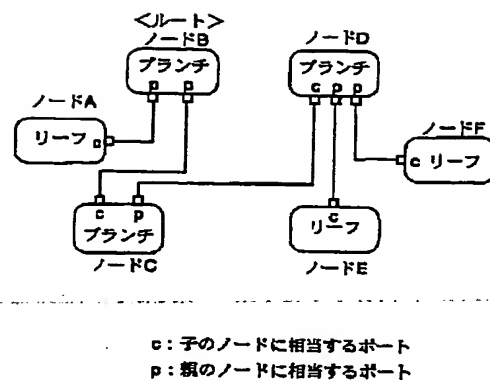 <ルート>
ノードB
ブランチ
p p
ノードD
ブランチ
c p p
ノードA
リーフ c
ノードF
c リーフ
c p
ブランチ
ノードC
c
リーフ
ノードE
c:子のノードに相当するポート
p:親のノードに相当するポート